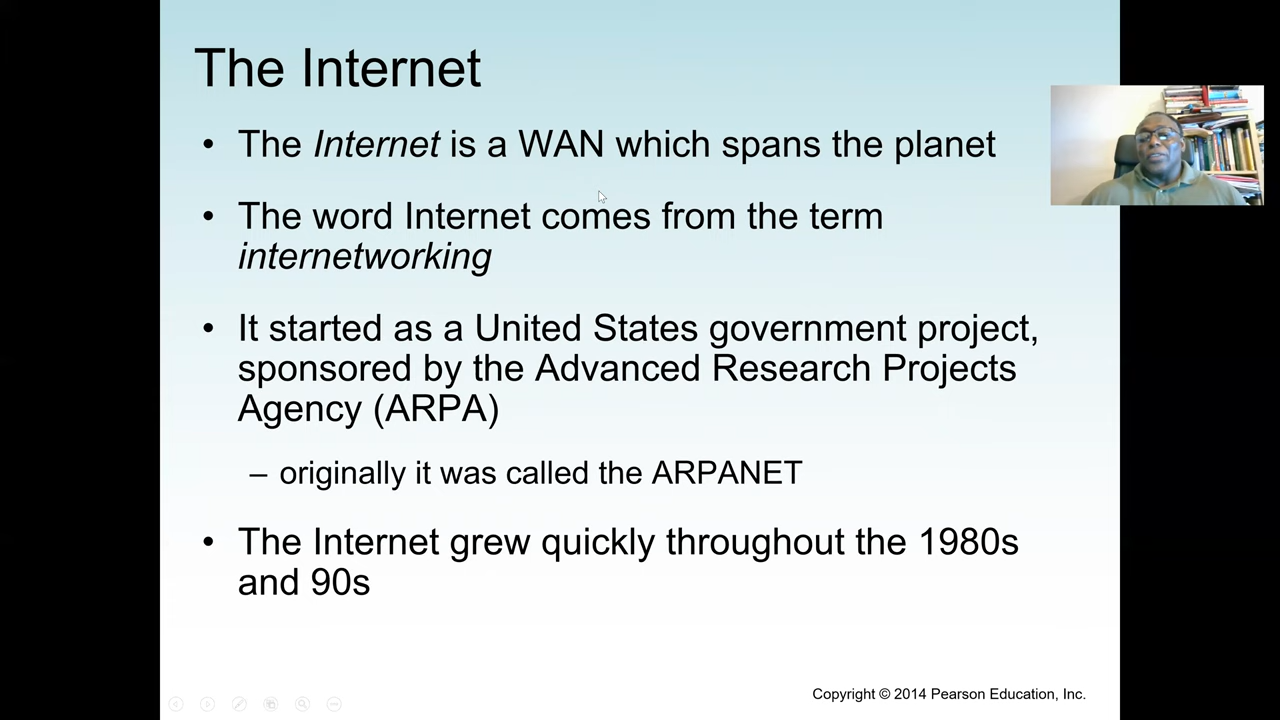 The Internet
• The Internet is a WAN which spans the planet
• The word Internet comes from the term
internetworking
• It started as a United States government project,
sponsored by the Advanced Research Projects
Agency (ARPA)
– originally it was called the ARPANET
• The Internet grew quickly throughout the 1980s
and 90s
Copyright © 2014 Pearson Education, Inc.